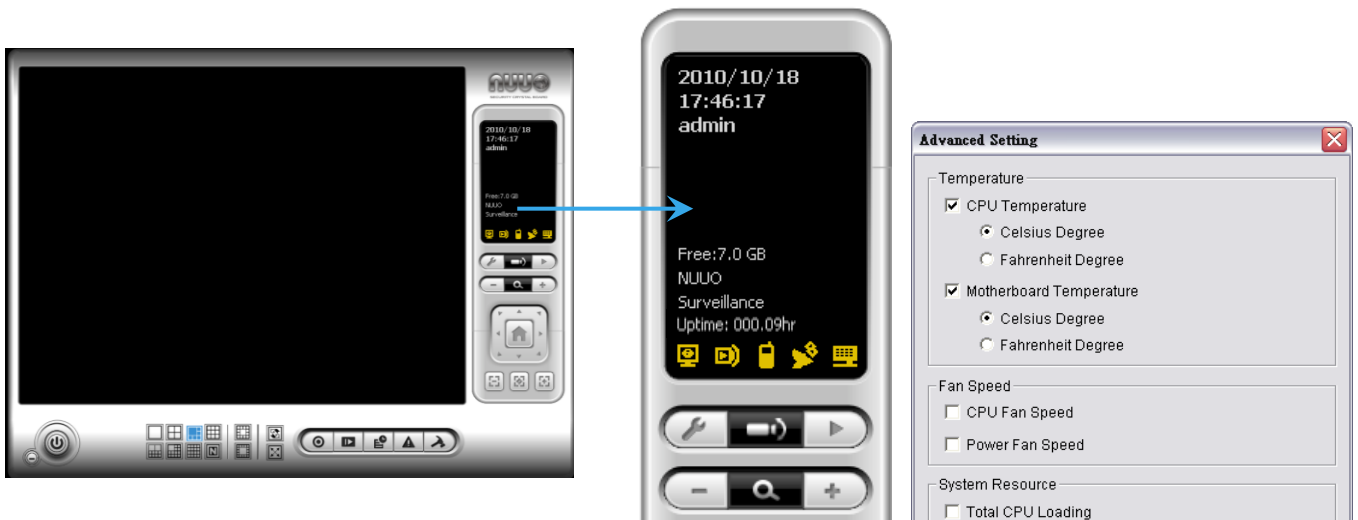 nuuo
2010/10/18
17:46:17
admin
Free:7.0 GB
NUUO
Surveillance
2010/10/18
17:46:17
admin
Free:7.0 GB
NUUO
Surveillance
Uptime: 000.09hr
Advanced Setting
Temperature
CPU Temperature
Celsius Degree
Fahrenheit Degree
Motherboard Temperature
Celsius Degree
Fahrenheit Degree
Fan Speed
CPU Fan Speed
Power Fan Speed
System Resource
Total CPU Loading